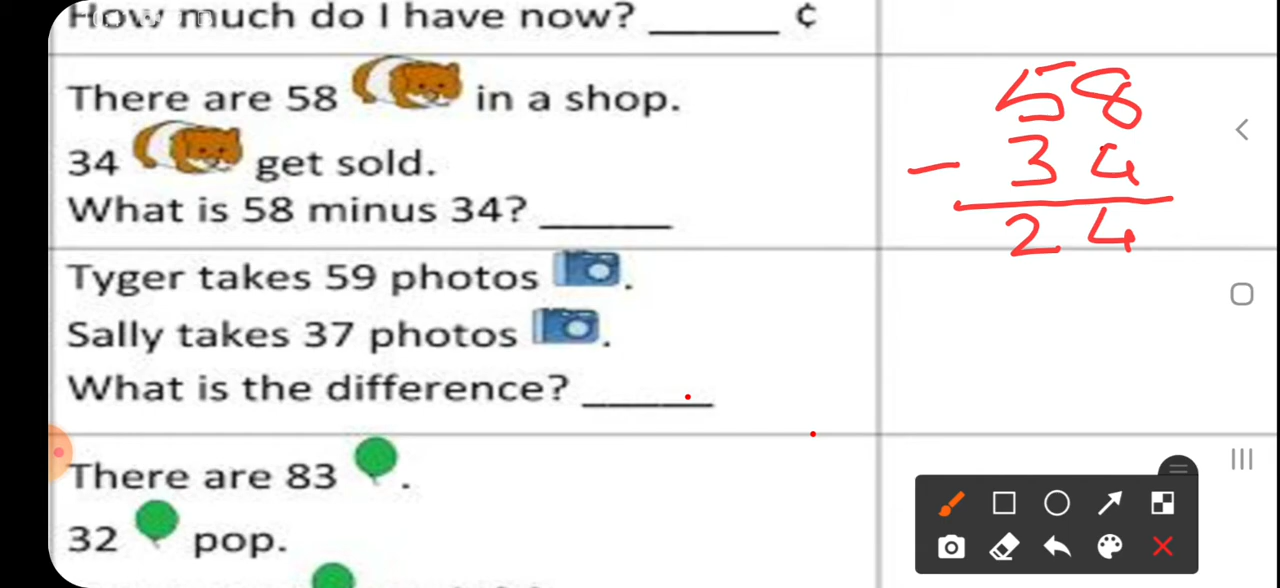 How much do I have now? ______ ¢
There are 58 in a shop.
34 get sold.
What is 58 minus 34? ______
58
- 34
24
Tyger takes 59 photos .
Sally takes 37 photos .
What is the difference? ______
There are 83 .
32 pop.